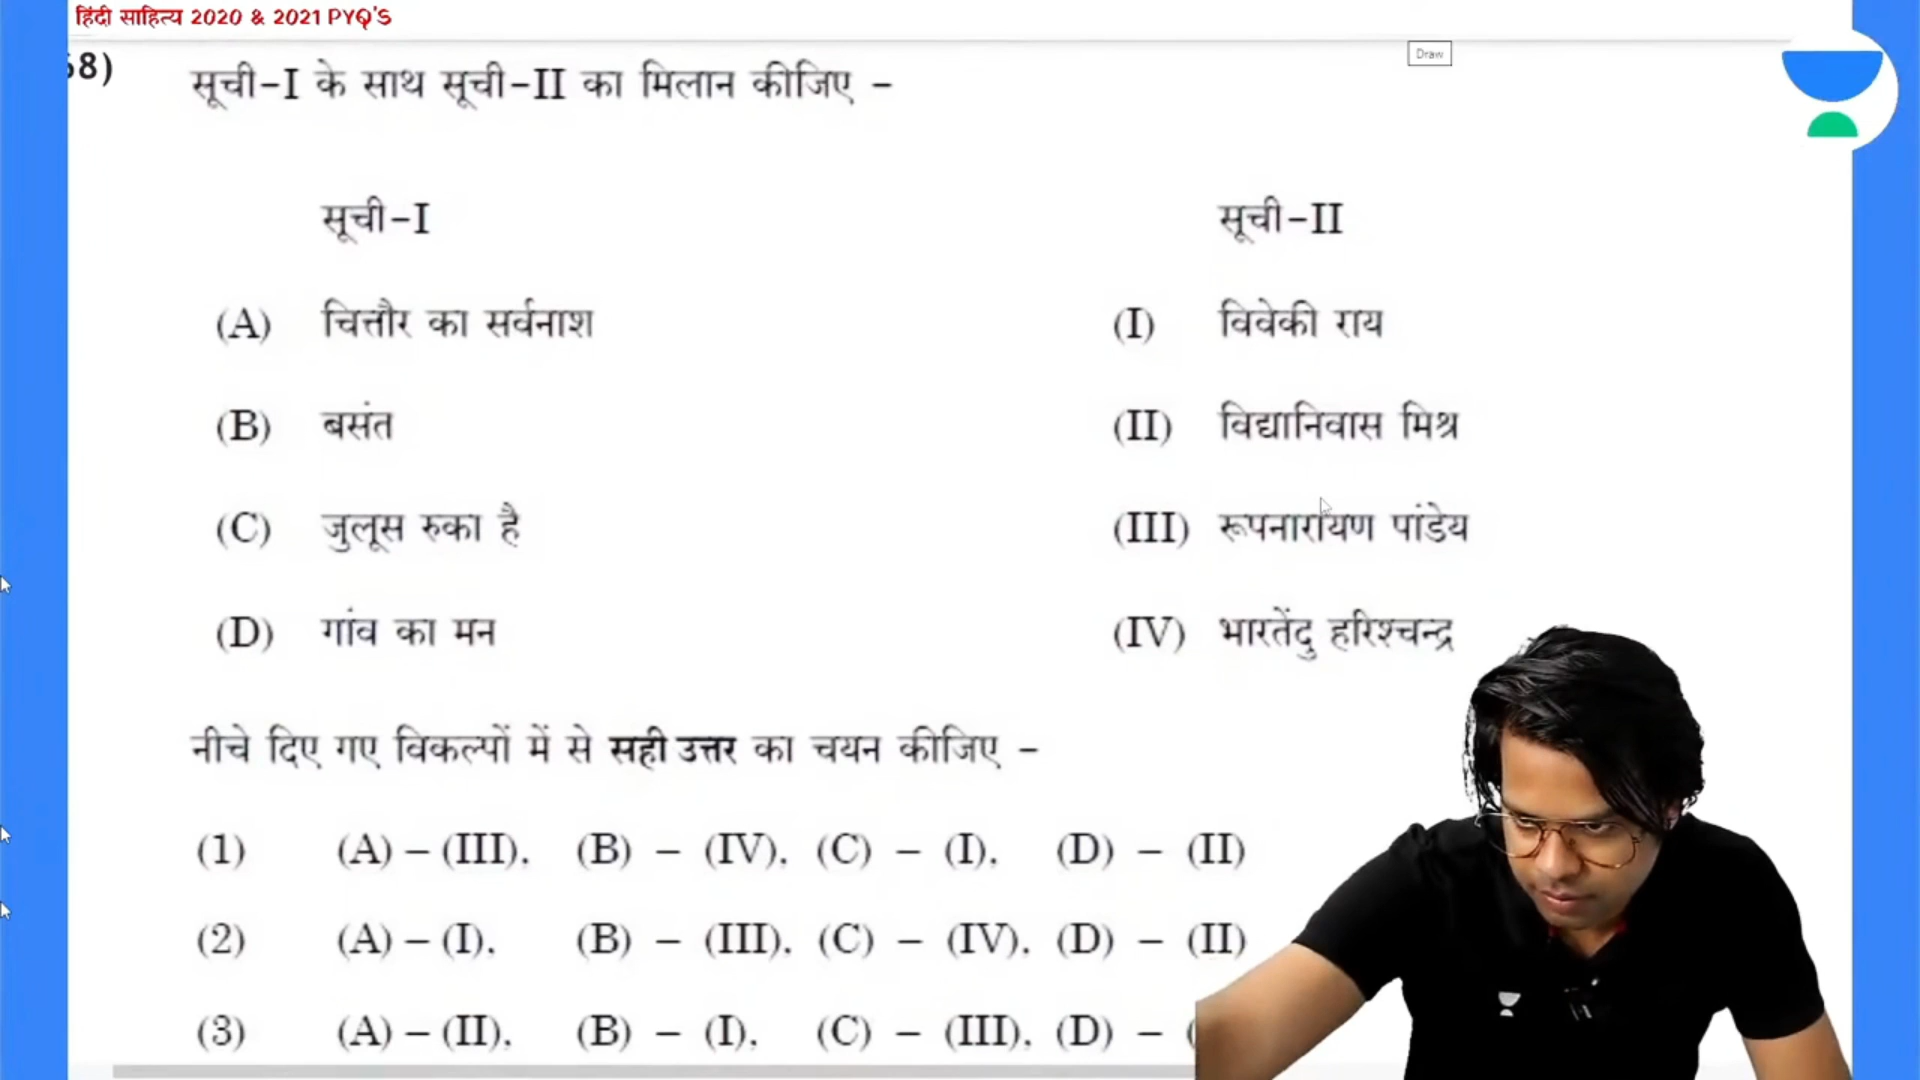 हिंदी साहित्य 2020 & 2021 PYQ'S
Draw
68) सूची-I के साथ सूची-II का मिलान कीजिए -
सूची-I सूची-II
(A) चित्तौर का सर्वनाश (I) विवेकी राय
(B) बसंत (II) विद्यानिवास मिश्र
(C) जुलूस रुका है (III) रूपनारायण पांडेय
(D) गांव का मन (IV) भारतेंदु हरिश्चन्द्र
नीचे दिए गए विकल्पों में से सही उत्तर का चयन कीजिए -
(1) (A) – (III), (B) – (IV), (C) – (I), (D) – (II)
(2) (A) – (I), (B) – (III), (C) – (IV), (D) – (II)
(3) (A) – (II), (B) – (I), (C) – (III), (D) – (